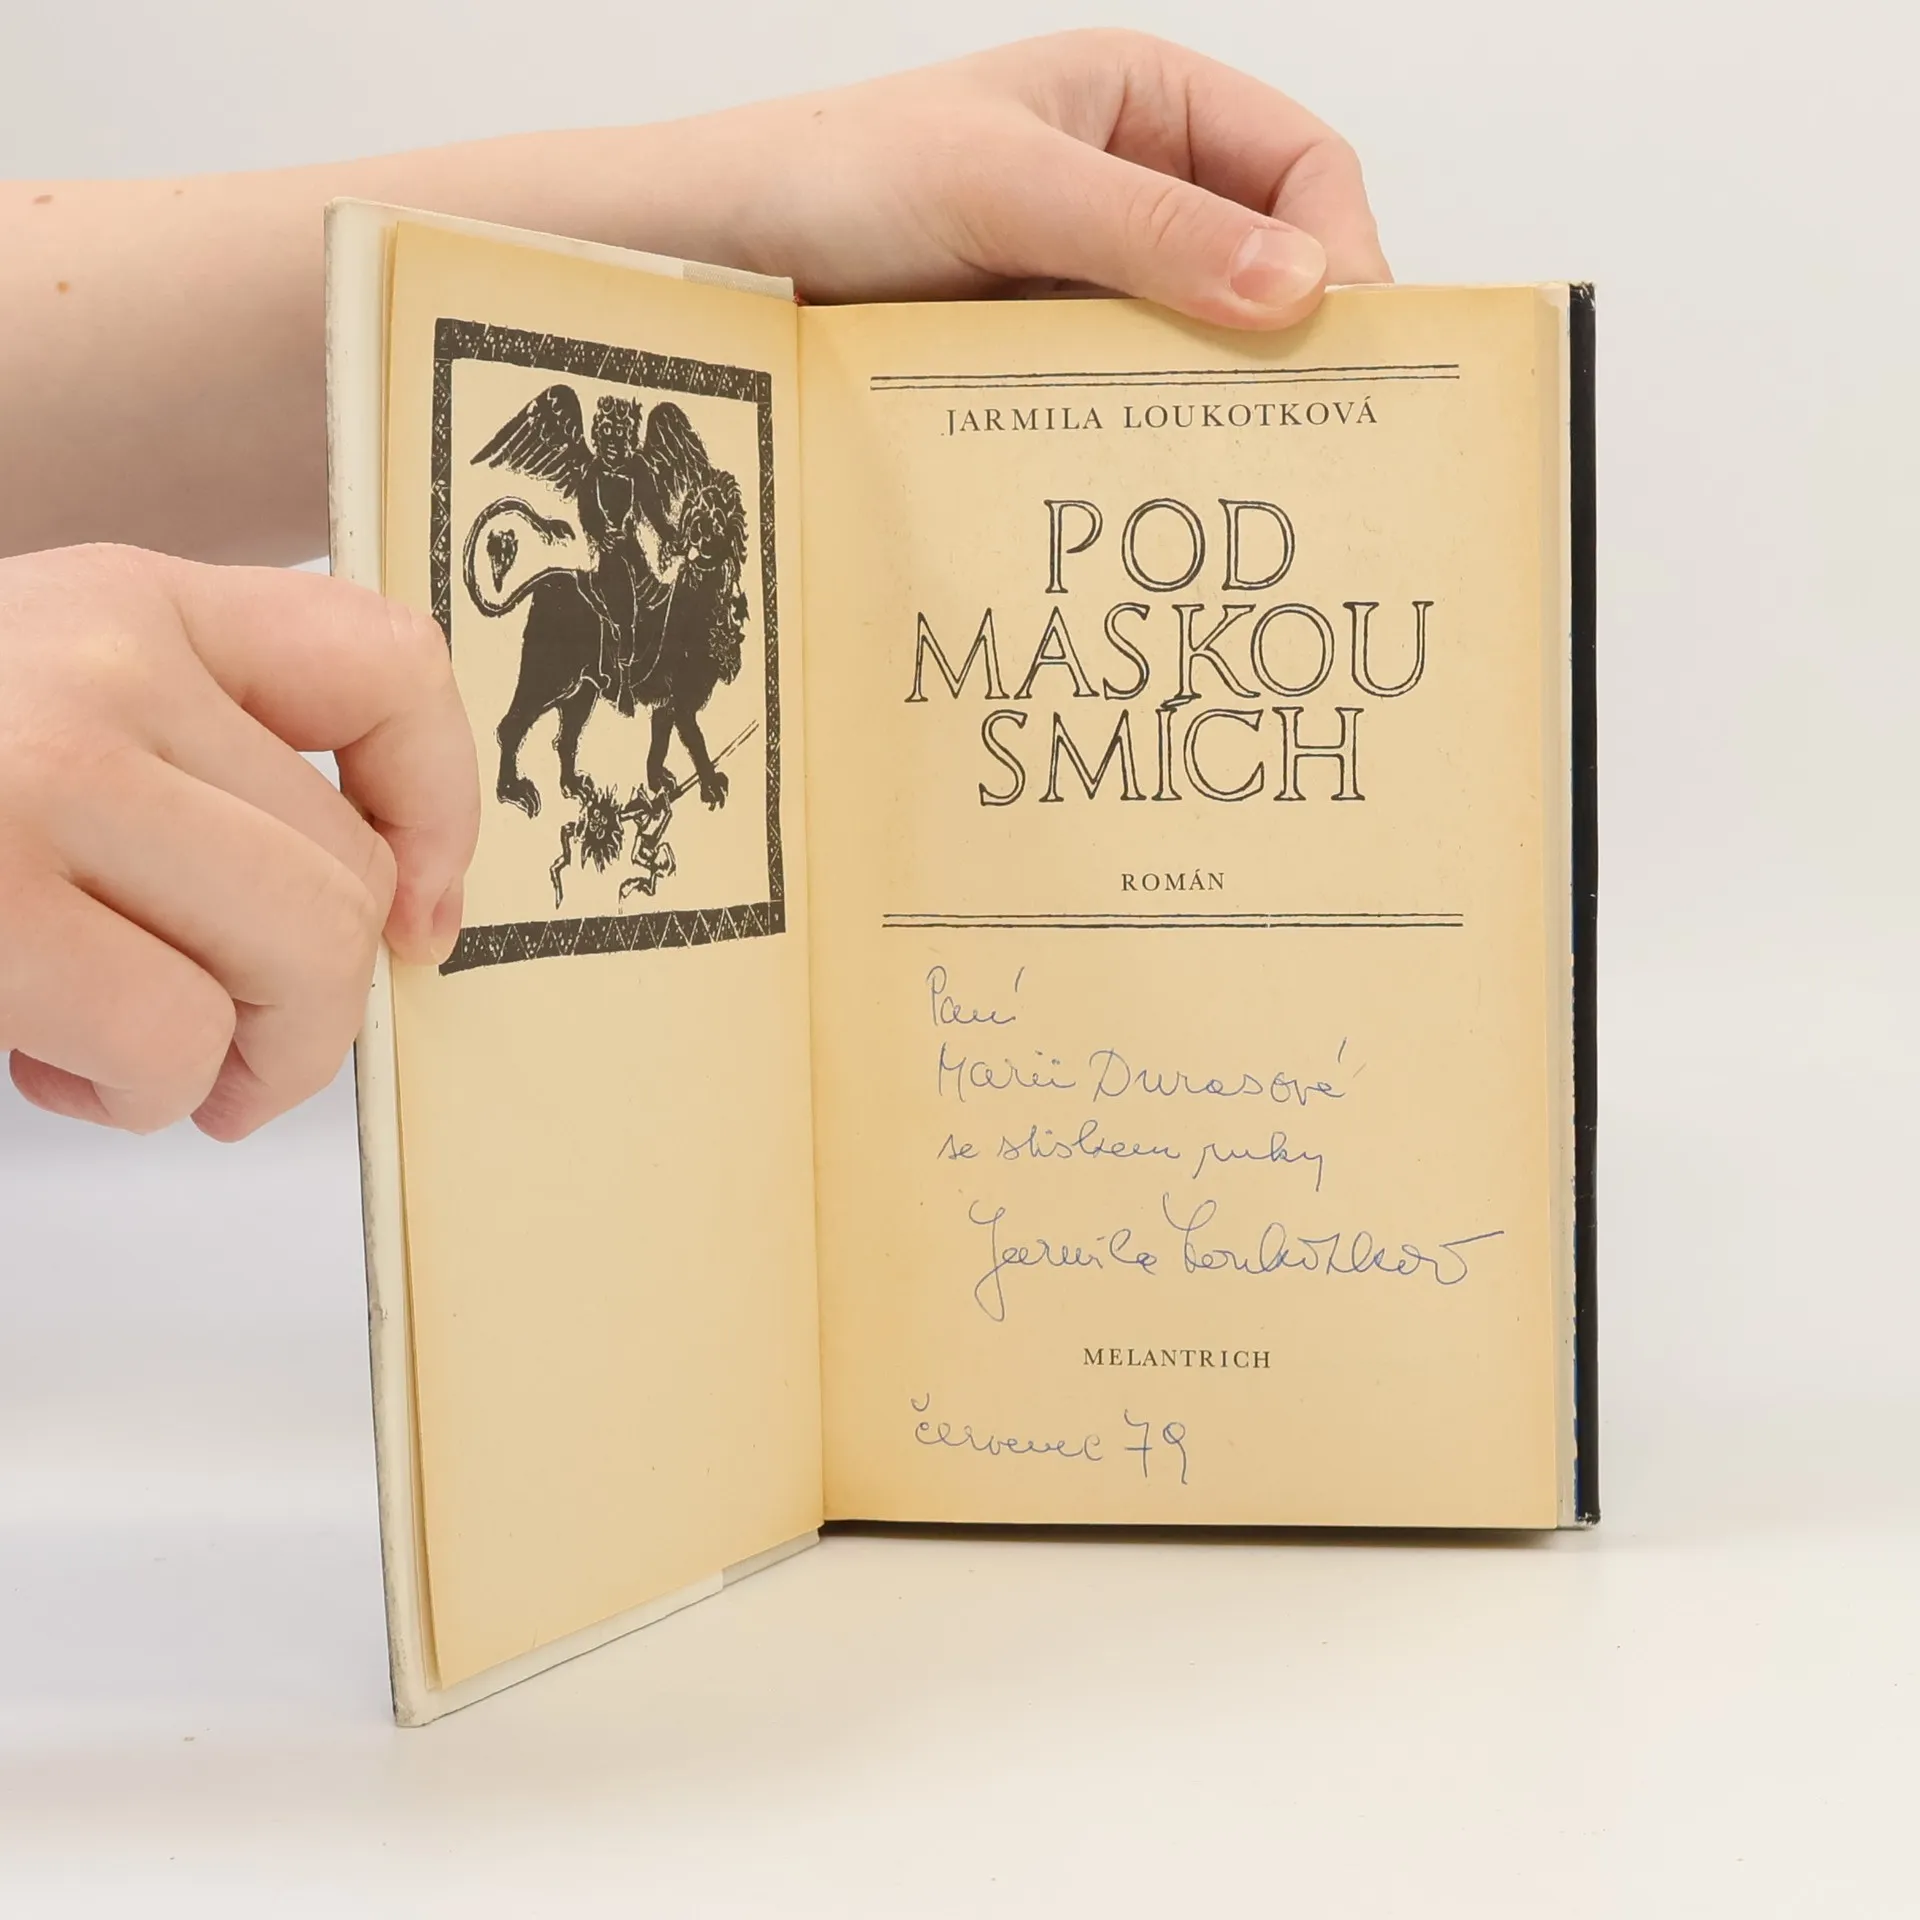 JARMILA LOUKOTKOVÁ
POD
MASKOU
SMÍCH
ROMÁN
Paní
Marii Durasové
se stiskem ruky
Jarmila Loukotková
MELANTRICH
červenec 79